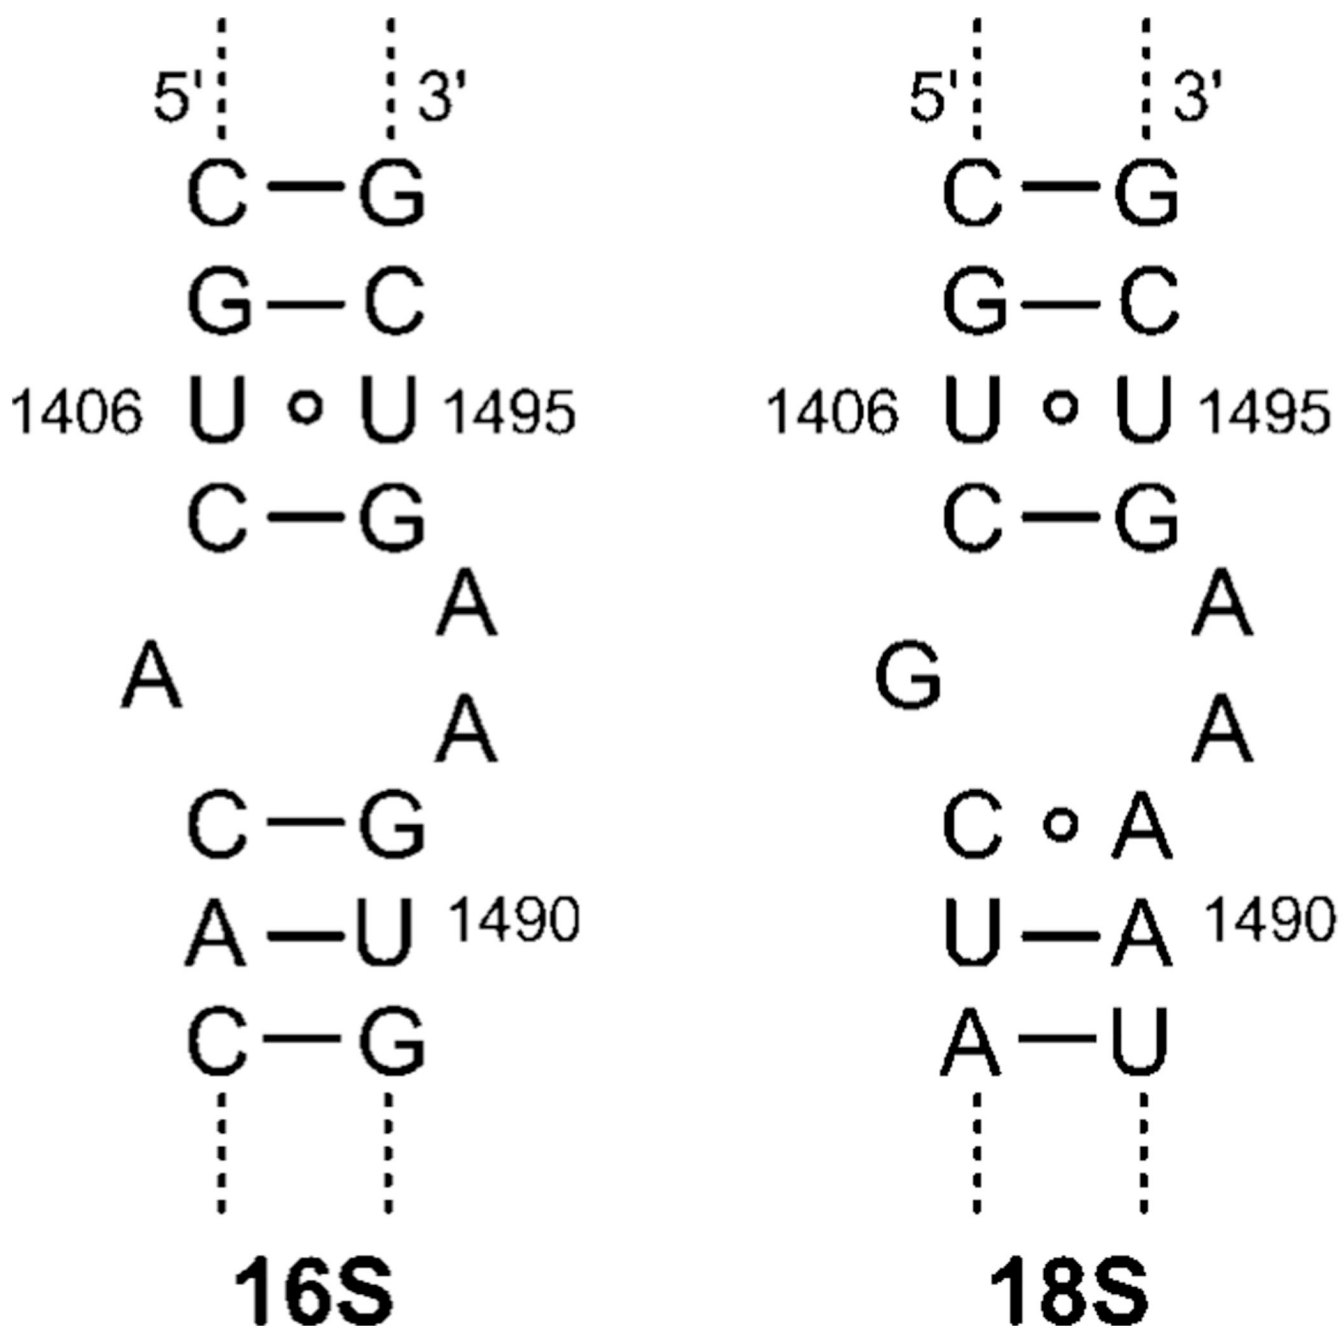 5' 3' 5' 3'
C G C G
G C G C
1406 U U 1495 1406 U U 1495
C G C G
A A
A G
A A
C G C A
A U 1490 U A 1490
C G A U
16S 18S